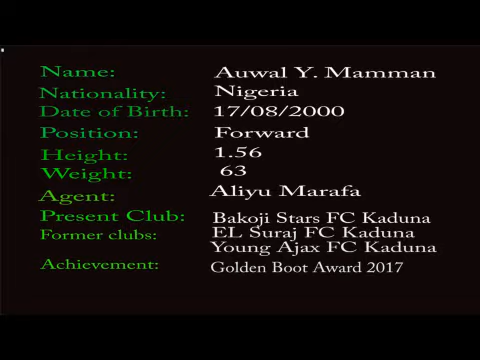 Name: Auwal Y. Mamman
Nationality: Nigeria
Date of Birth: 17/08/2000
Position: Forward
Height: 1.56
Weight: 63
Agent: Aliyu Marafa
Present Club: Bakoji Stars FC Kaduna
Former clubs: EL Suraj FC Kaduna
Young Ajax FC Kaduna
Achievement: Golden Boot Award 2017